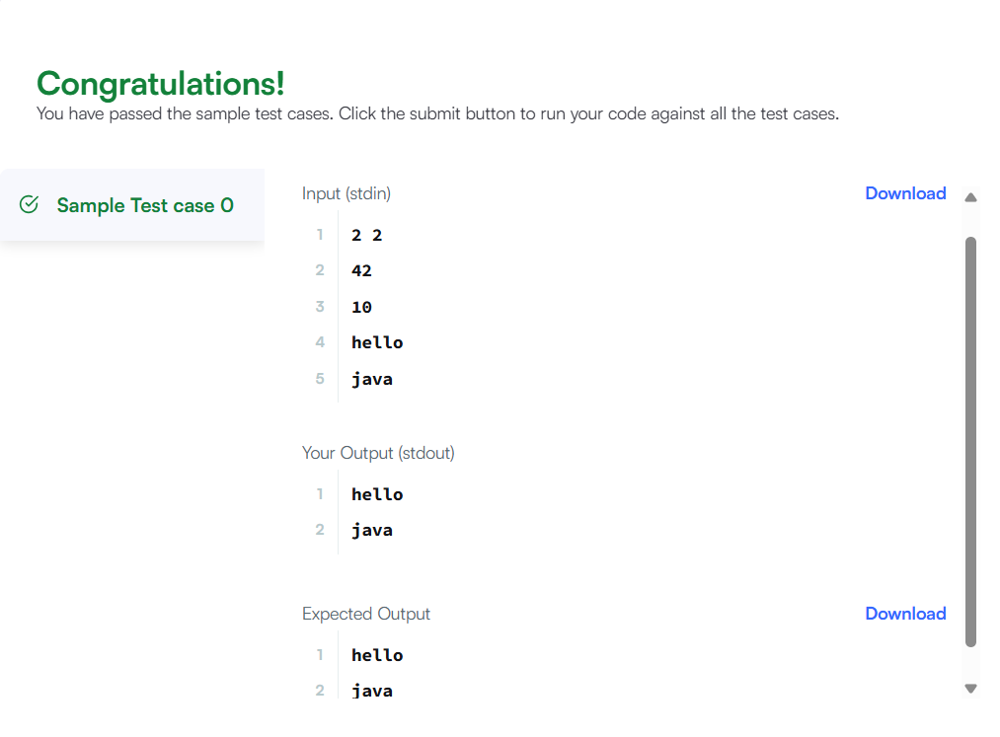 Congratulations!
You have passed the sample test cases. Click the submit button to run your code against all the test cases.
Sample Test case 0
Input (stdin)
Download
1 2 2
2 42
3 10
4 hello
5 java
Your Output (stdout)
1 hello
2 java
Expected Output
Download
1 hello
2 java